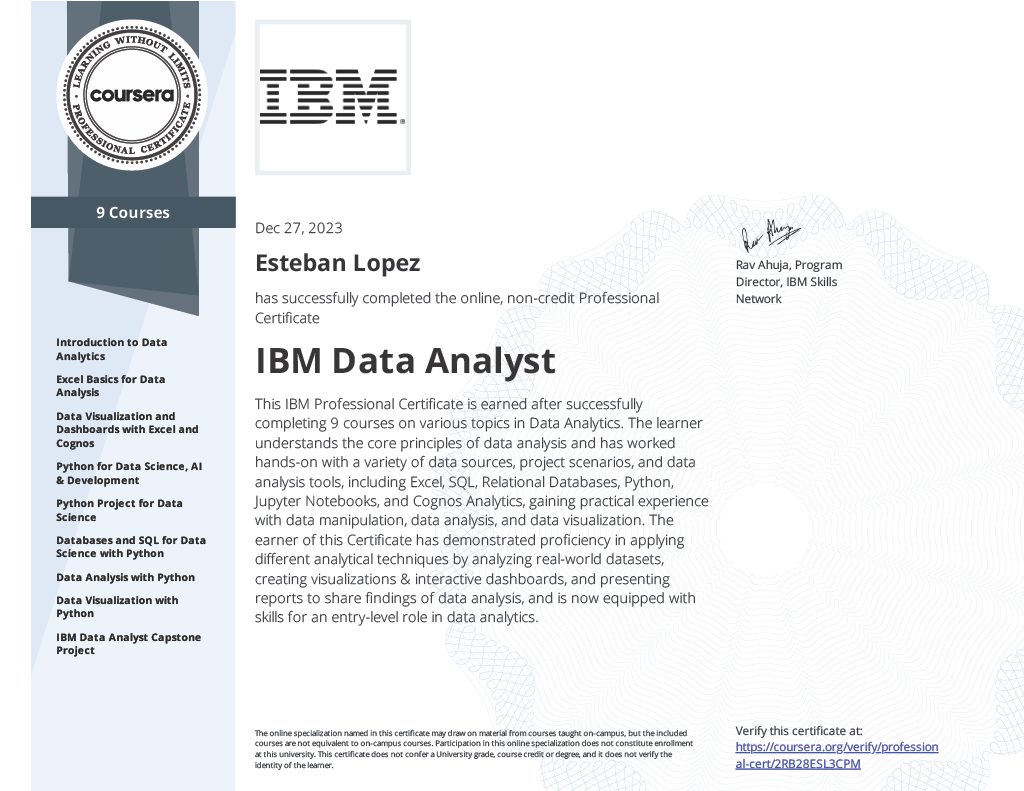 LEARNING WITHOUT LIMITS
coursera
PROFESSIONAL CERTIFICATE
9 Courses
Introduction to Data
Analytics
Excel Basics for Data
Analysis
Data Visualization and
Dashboards with Excel and
Cognos
Python for Data Science, AI
& Development
Python Project for Data
Science
Databases and SQL for Data
Science with Python
Data Analysis with Python
Data Visualization with
Python
IBM Data Analyst Capstone
Project
IBM®
Dec 27, 2023
Esteban Lopez
has successfully completed the online, non-credit Professional
Certificate
IBM Data Analyst
This IBM Professional Certificate is earned after successfully
completing 9 courses on various topics in Data Analytics. The learner
understands the core principles of data analysis and has worked
hands-on with a variety of data sources, project scenarios, and data
analysis tools, including Excel, SQL, Relational Databases, Python,
Jupyter Notebooks, and Cognos Analytics, gaining practical experience
with data manipulation, data analysis, and data visualization. The
earner of this Certificate has demonstrated proficiency in applying
different analytical techniques by analyzing real-world datasets,
creating visualizations & interactive dashboards, and presenting
reports to share findings of data analysis, and is now equipped with
skills for an entry-level role in data analytics.
The online specialization named in this certificate may draw on material from courses taught on-campus, but the included
courses are not equivalent to on-campus courses. Participation in this online specialization does not constitute enrollment
at this university. This certificate does not confer a University grade, course credit or degree, and it does not verify the
identity of the learner.
Rav Ahuja
Rav Ahuja, Program
Director, IBM Skills
Network
Verify this certificate at:
https://coursera.org/verify/profession
al-cert/2RB28ESL3CPM